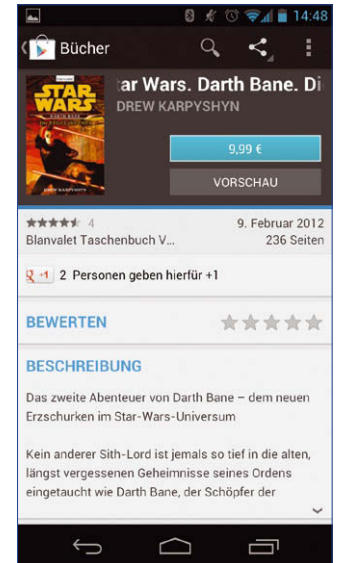 14:48
Bücher
ar Wars. Darth Bane. Di
DREW KARPYSHYN
STAR
WARS
DARTH BANE
9,99 €
VORSCHAU
4
9. Februar 2012
Blanvalet Taschenbuch V...
236 Seiten
+1
2 Personen geben hierfür +1
BEWERTEN
BESCHREIBUNG
Das zweite Abenteuer von Darth Bane – dem neuen
Erzschurken im Star-Wars-Universum
Kein anderer Sith-Lord ist jemals so tief in die alten,
längst vergessenen Geheimnisse seines Ordens
eingetaucht wie Darth Bane, der Schöpfer der